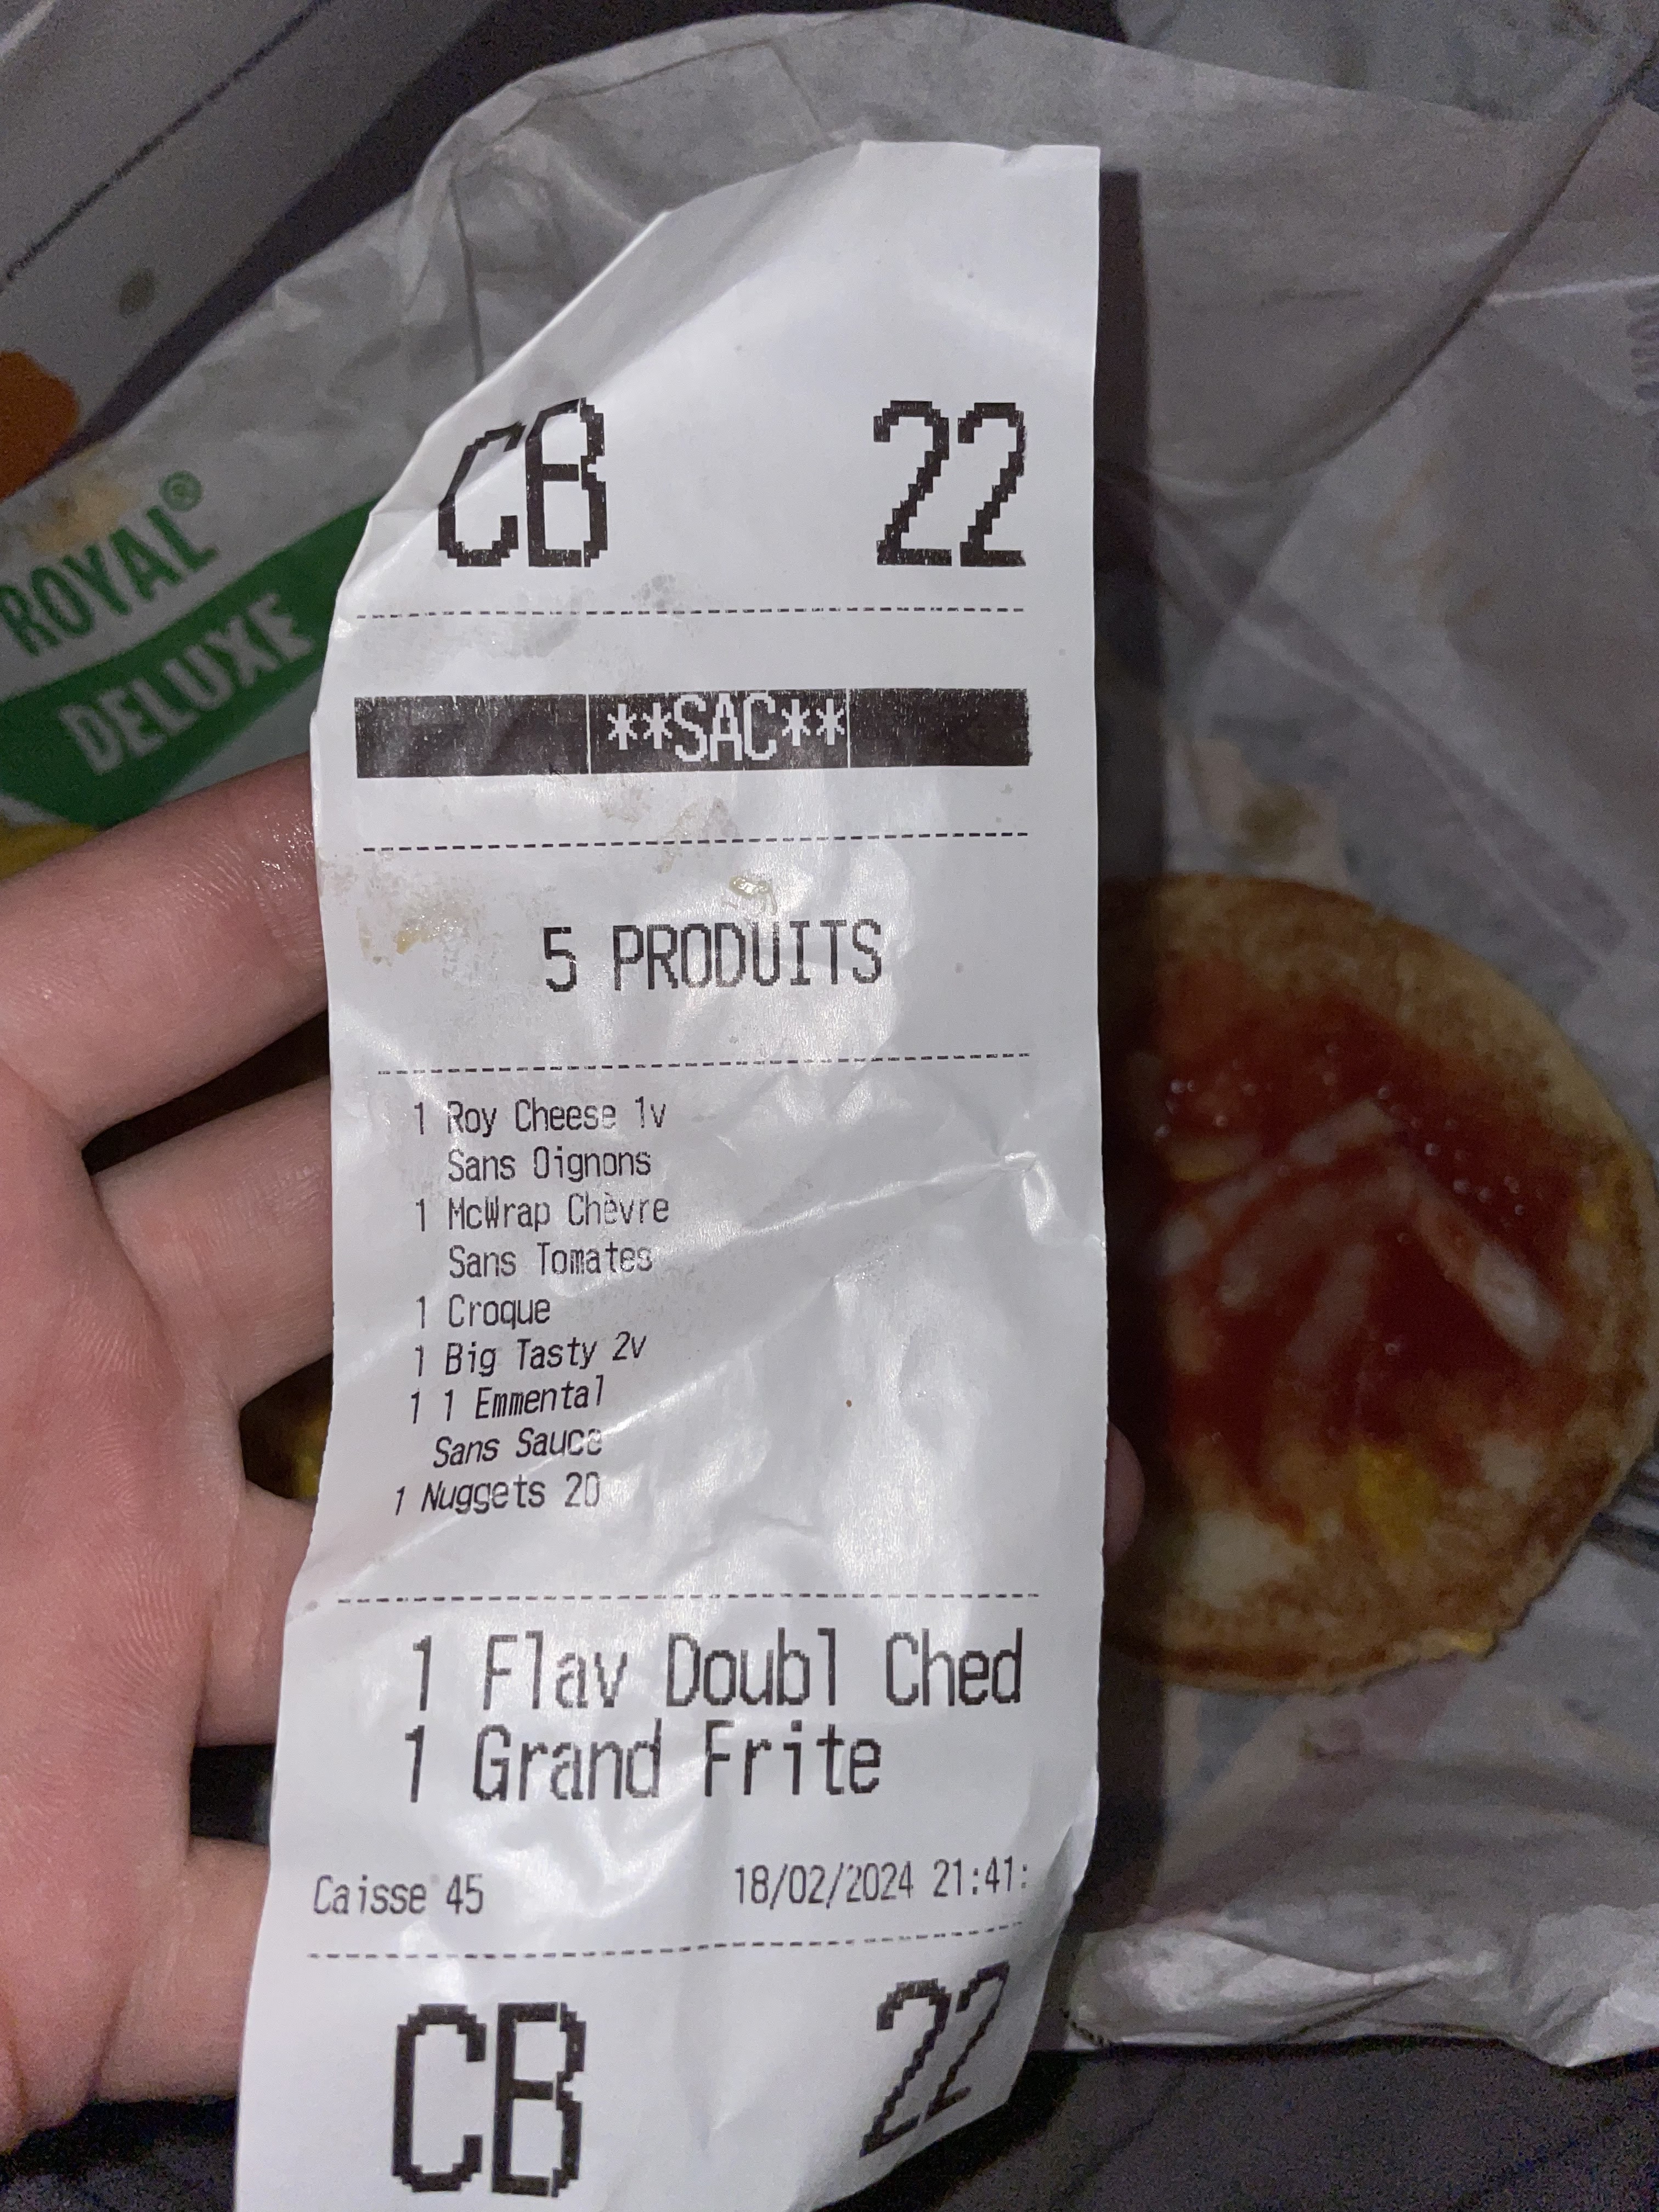 ROYAL®
DELUXE
CB 22
**SAC**
5 PRODUITS
1 Roy Cheese 1v
Sans Oignons
1 McWrap Chèvre
Sans Tomates
1 Croque
1 Big Tasty 2v
1 1 Emmental
Sans Sauce
1 Nuggets 20
1 Flav Doubl Ched
1 Grand Frite
Caisse 45 18/02/2024 21:41:
CB 22